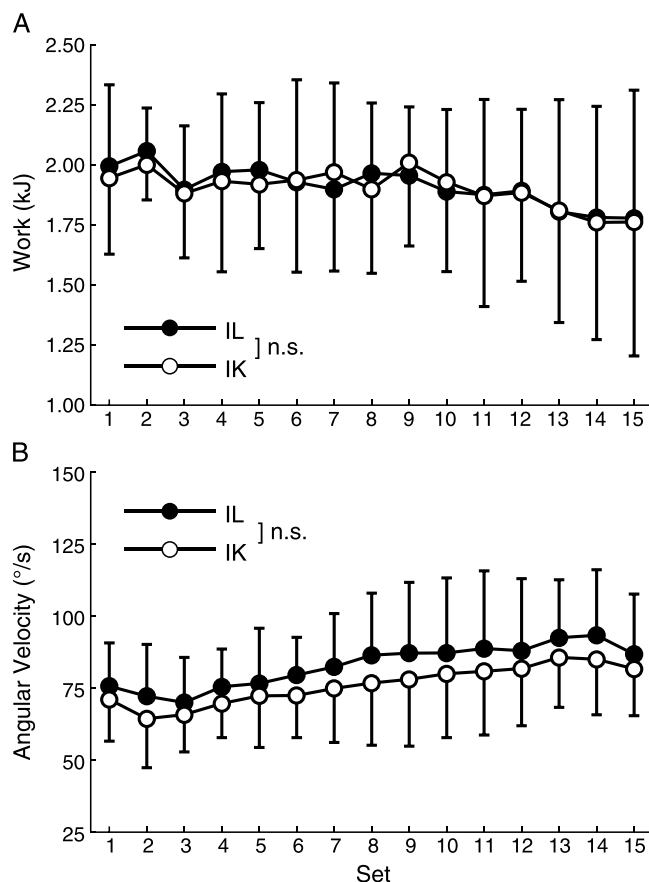 A
2.50
2.25
2.00
1.75
1.50
1.25
1.00
Work (kJ)
IL
IK
] n.s.
1 2 3 4 5 6 7 8 9 10 11 12 13 14 15
B
150
125
100
75
50
25
Angular Velocity (°/s)
IL
IK
] n.s.
1 2 3 4 5 6 7 8 9 10 11 12 13 14 15
Set